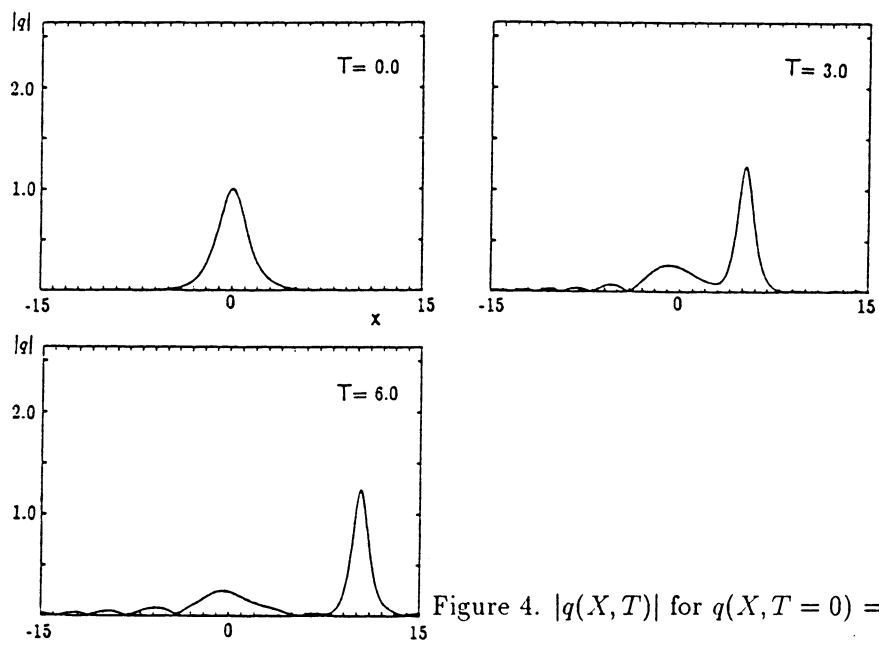 |q|
T= 0.0
2.0
1.0
-15 0 15
x
T= 3.0
-15 0 15
|q|
T= 6.0
2.0
1.0
-15 0 15
Figure 4. |q(X,T)| for q(X,T = 0) =